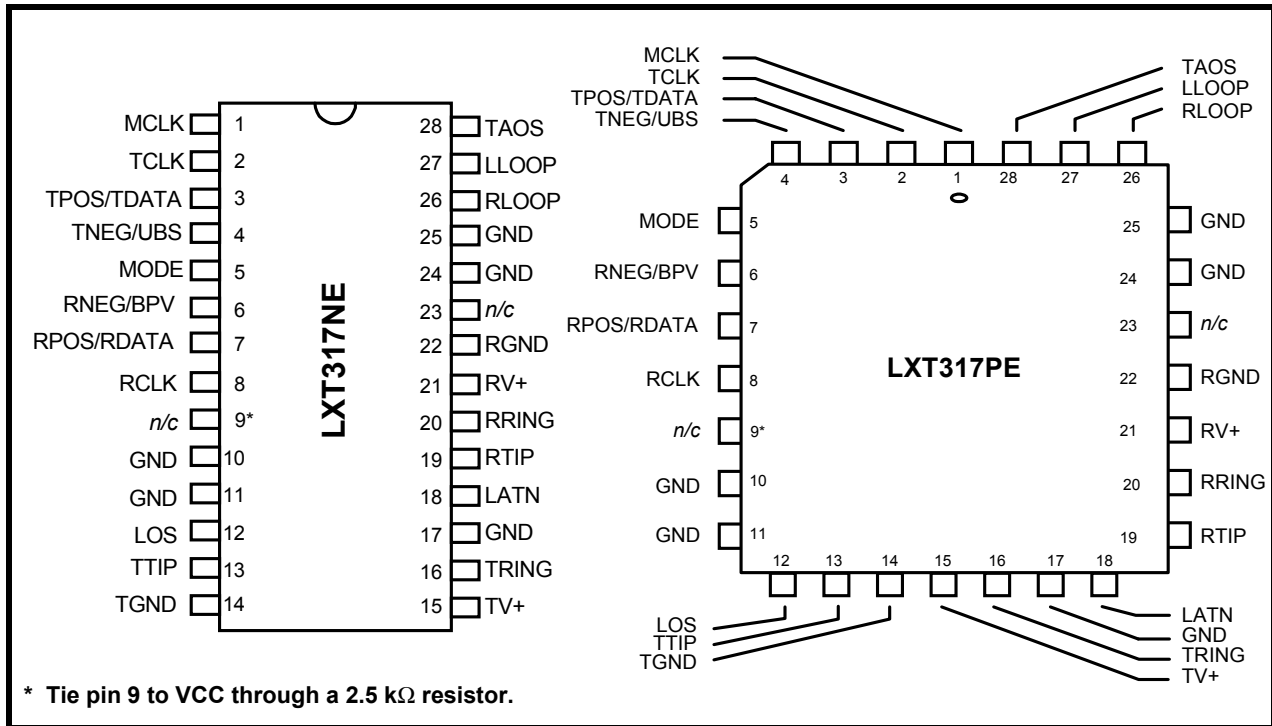 MCLK 1
TCLK 2
TPOS/TDATA 3
TNEG/UBS 4
MODE 5
RNEG/BPV 6
RPOS/RDATA 7
RCLK 8
n/c 9*
GND 10
GND 11
LOS 12
TTIP 13
TGND 14
LXT317NE
28 TAOS
27 LLOOP
26 RLOOP
25 GND
24 GND
23 n/c
22 RGND
21 RV+
20 RRING
19 RTIP
18 LATN
17 GND
16 TRING
15 TV+
MCLK
TCLK
TPOS/TDATA
TNEG/UBS
TAOS
LLOOP
RLOOP
4 3 2 1 28 27 26
MODE 5
RNEG/BPV 6
RPOS/RDATA 7
RCLK 8
n/c 9*
GND 10
GND 11
LXT317PE
25 GND
24 GND
23 n/c
22 RGND
21 RV+
20 RRING
19 RTIP
12 13 14 15 16 17 18
LOS
TTIP
TGND
LATN
GND
TRING
TV+
* Tie pin 9 to VCC through a 2.5 kΩ resistor.